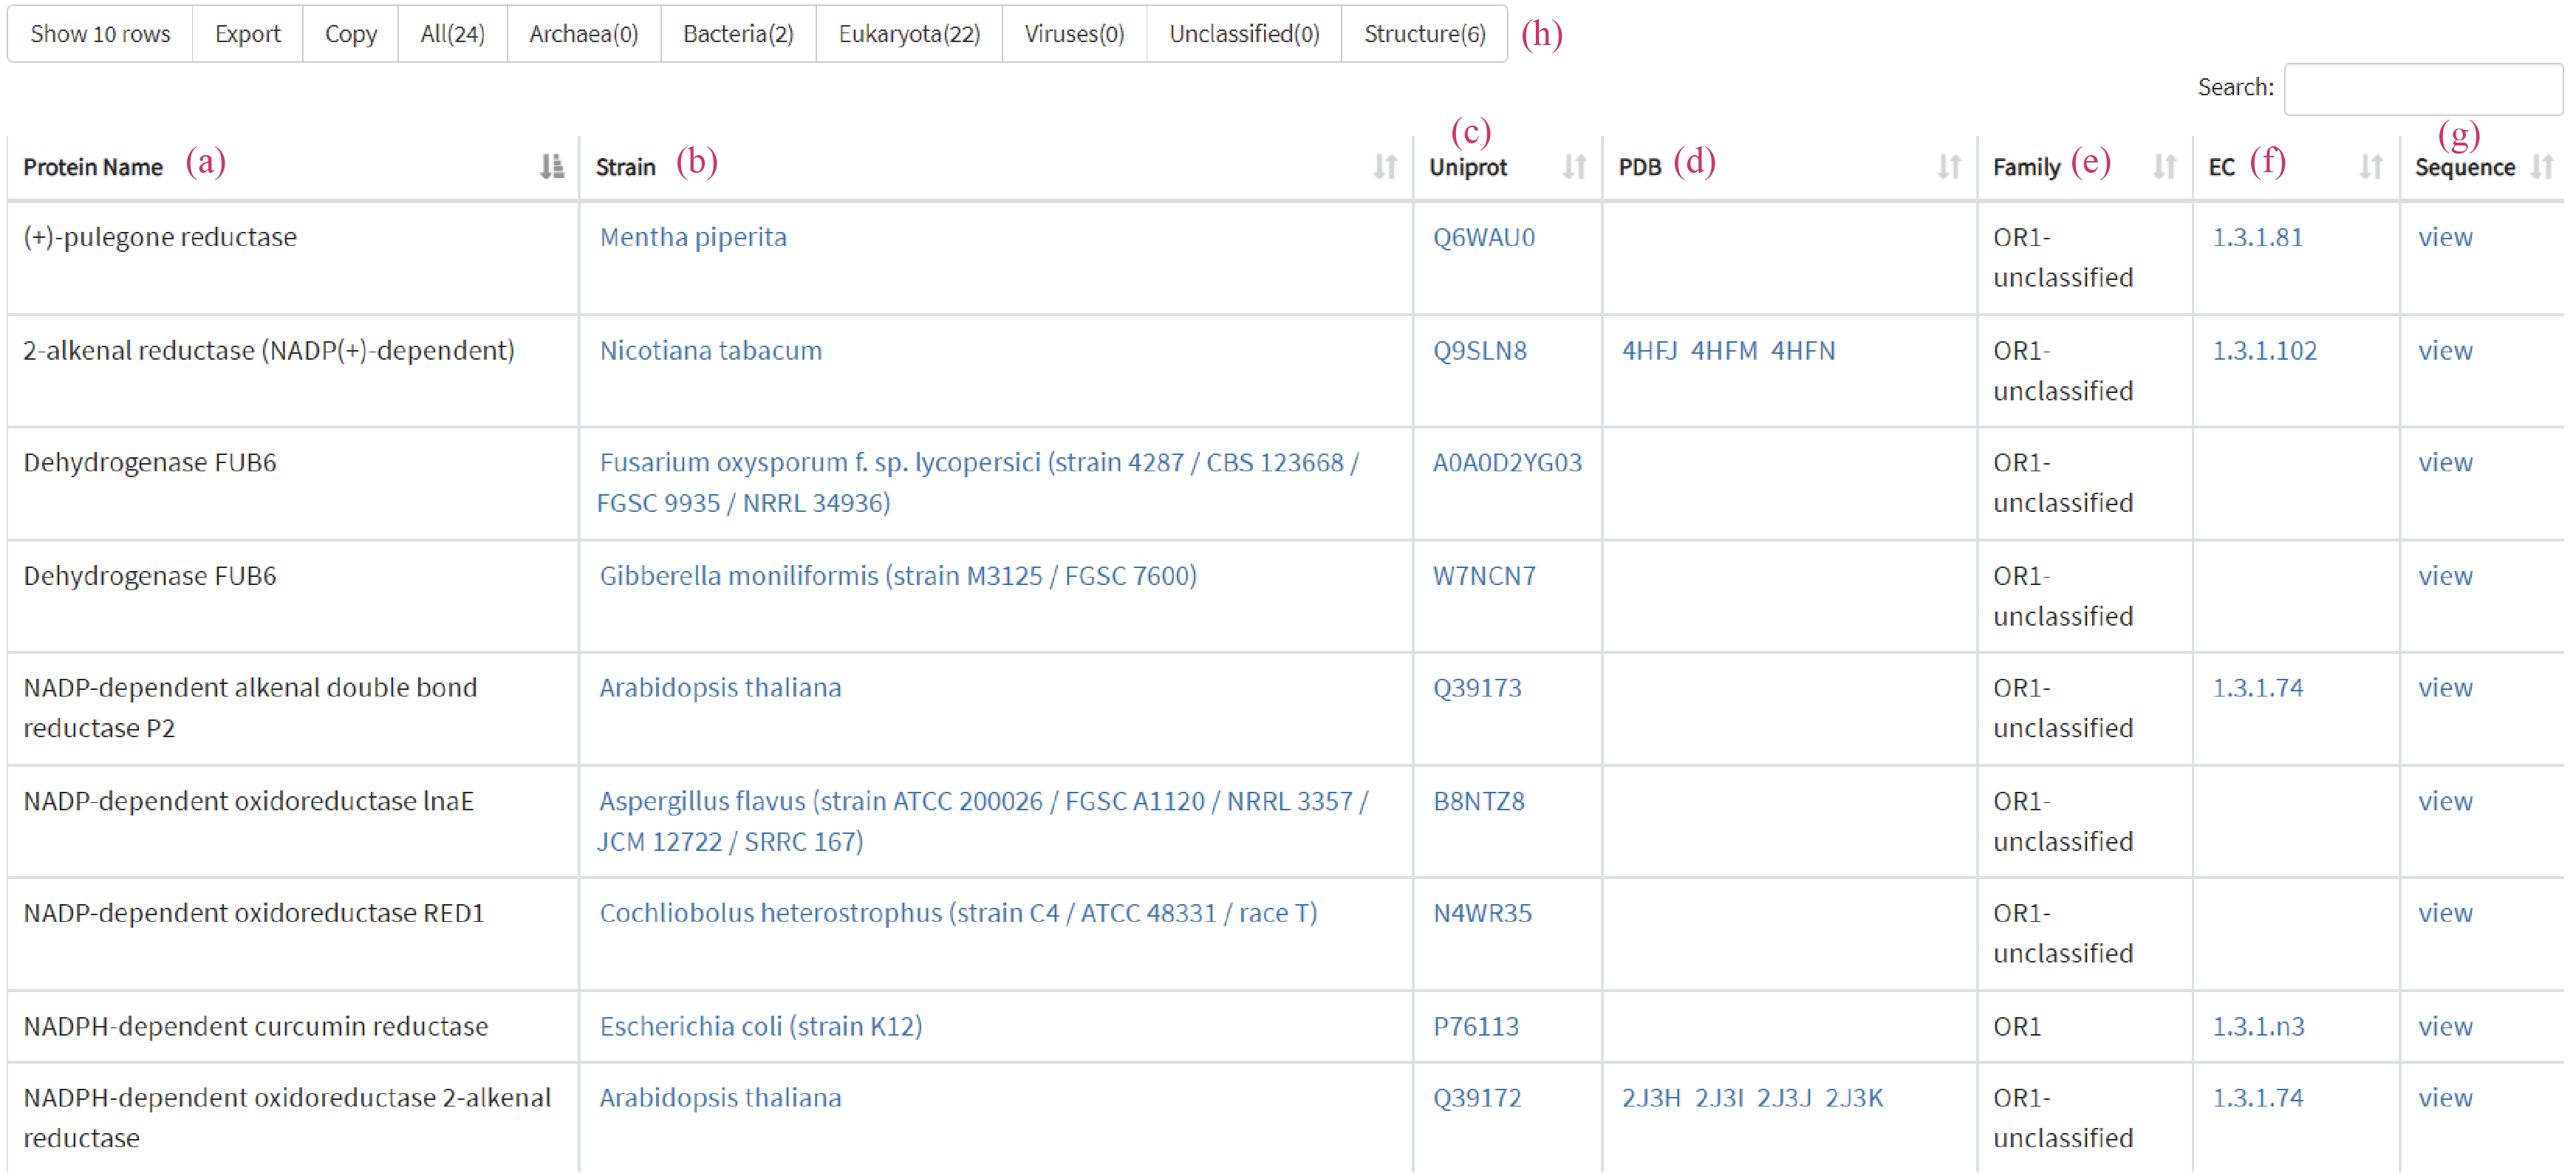 Show 10 rows Export Copy All(24) Archaea(0) Bacteria(2) Eukaryota(22) Viruses(0) Unclassified(0) Structure(6) (h)
Search:
Protein Name (a) Strain (b) Uniprot (c) PDB (d) Family (e) EC (f) Sequence (g)
(+)-pulegone reductase Mentha piperita Q6WAU0 OR1- 1.3.1.81 view
unclassified
2-alkenal reductase (NADP(+)-dependent) Nicotiana tabacum Q9SLN8 4HFJ 4HFM 4HFN OR1- 1.3.1.102 view
unclassified
Dehydrogenase FUB6 Fusarium oxysporum f. sp. lycopersici (strain 4287 / CBS 123668 / A0A0D2YG03 OR1- view
FGSC 9935 / NRRL 34936) unclassified
Dehydrogenase FUB6 Gibberella moniliformis (strain M3125 / FGSC 7600) W7NCN7 OR1- view
unclassified
NADP-dependent alkenal double bond Arabidopsis thaliana Q39173 OR1- 1.3.1.74 view
reductase P2 unclassified
NADP-dependent oxidoreductase lnaE Aspergillus flavus (strain ATCC 200026 / FGSC A1120 / NRRL 3357 / B8NTZ8 OR1- view
JCM 12722 / SRRC 167) unclassified
NADP-dependent oxidoreductase RED1 Cochliobolus heterostrophus (strain C4 / ATCC 48331 / race T) N4WR35 OR1- view
unclassified
NADPH-dependent curcumin reductase Escherichia coli (strain K12) P76113 OR1 1.3.1.n3 view
NADPH-dependent oxidoreductase 2-alkenal Arabidopsis thaliana Q39172 2J3H 2J3I 2J3J 2J3K OR1- 1.3.1.74 view
reductase unclassified